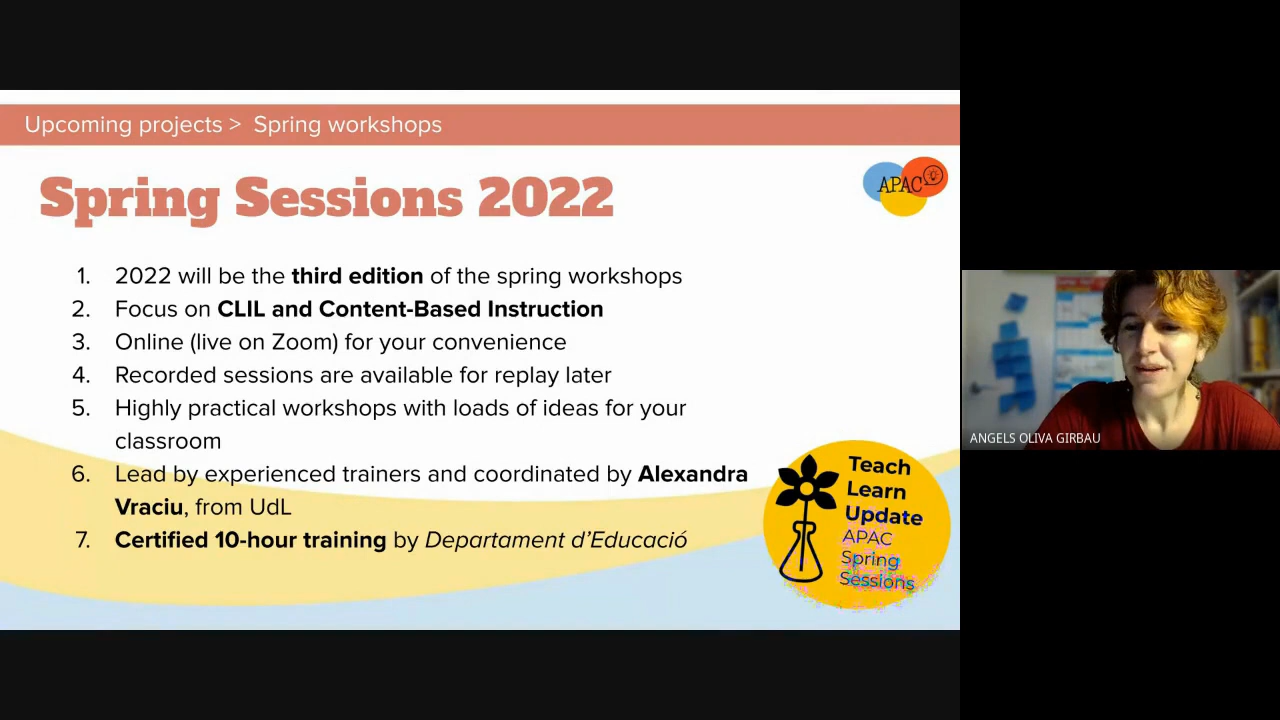 Upcoming projects > Spring workshops
Spring Sessions 2022
APAC
1. 2022 will be the third edition of the spring workshops
2. Focus on CLIL and Content-Based Instruction
3. Online (live on Zoom) for your convenience
4. Recorded sessions are available for replay later
5. Highly practical workshops with loads of ideas for your
classroom
6. Lead by experienced trainers and coordinated by Alexandra
Vraciu, from UdL
7. Certified 10-hour training by Departament d’Educació
Teach
Learn
Update
APAC
Spring
Sessions
ANGELS OLIVA GIRBAU